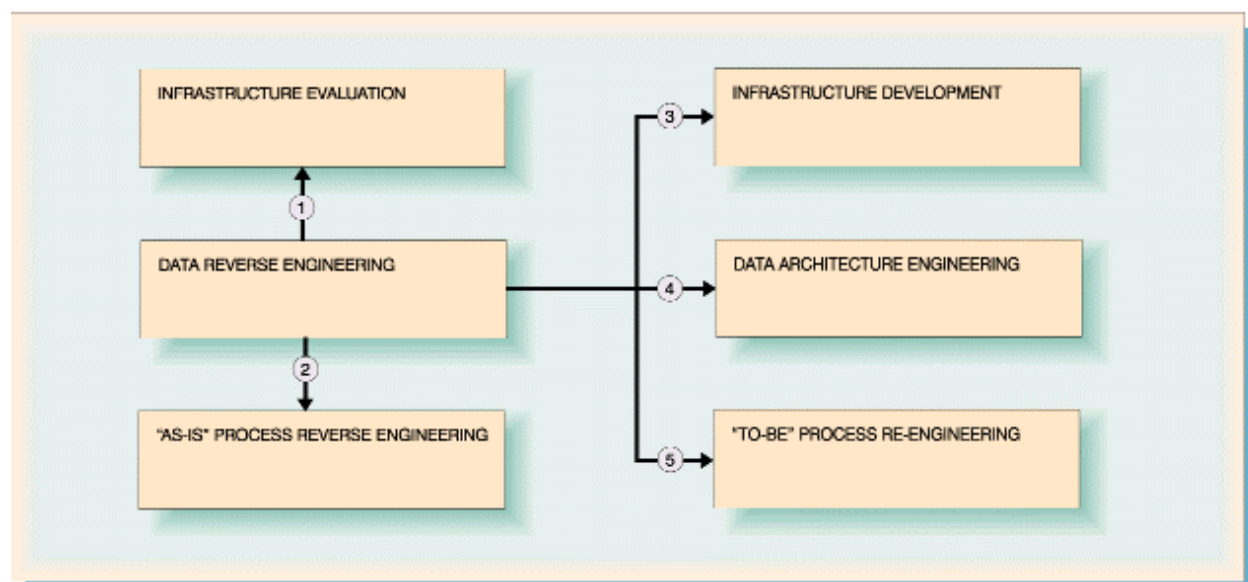 INFRASTRUCTURE EVALUATION
INFRASTRUCTURE DEVELOPMENT
3
1
DATA REVERSE ENGINEERING
DATA ARCHITECTURE ENGINEERING
4
2
"AS-IS" PROCESS REVERSE ENGINEERING
"TO-BE" PROCESS RE-ENGINEERING
5